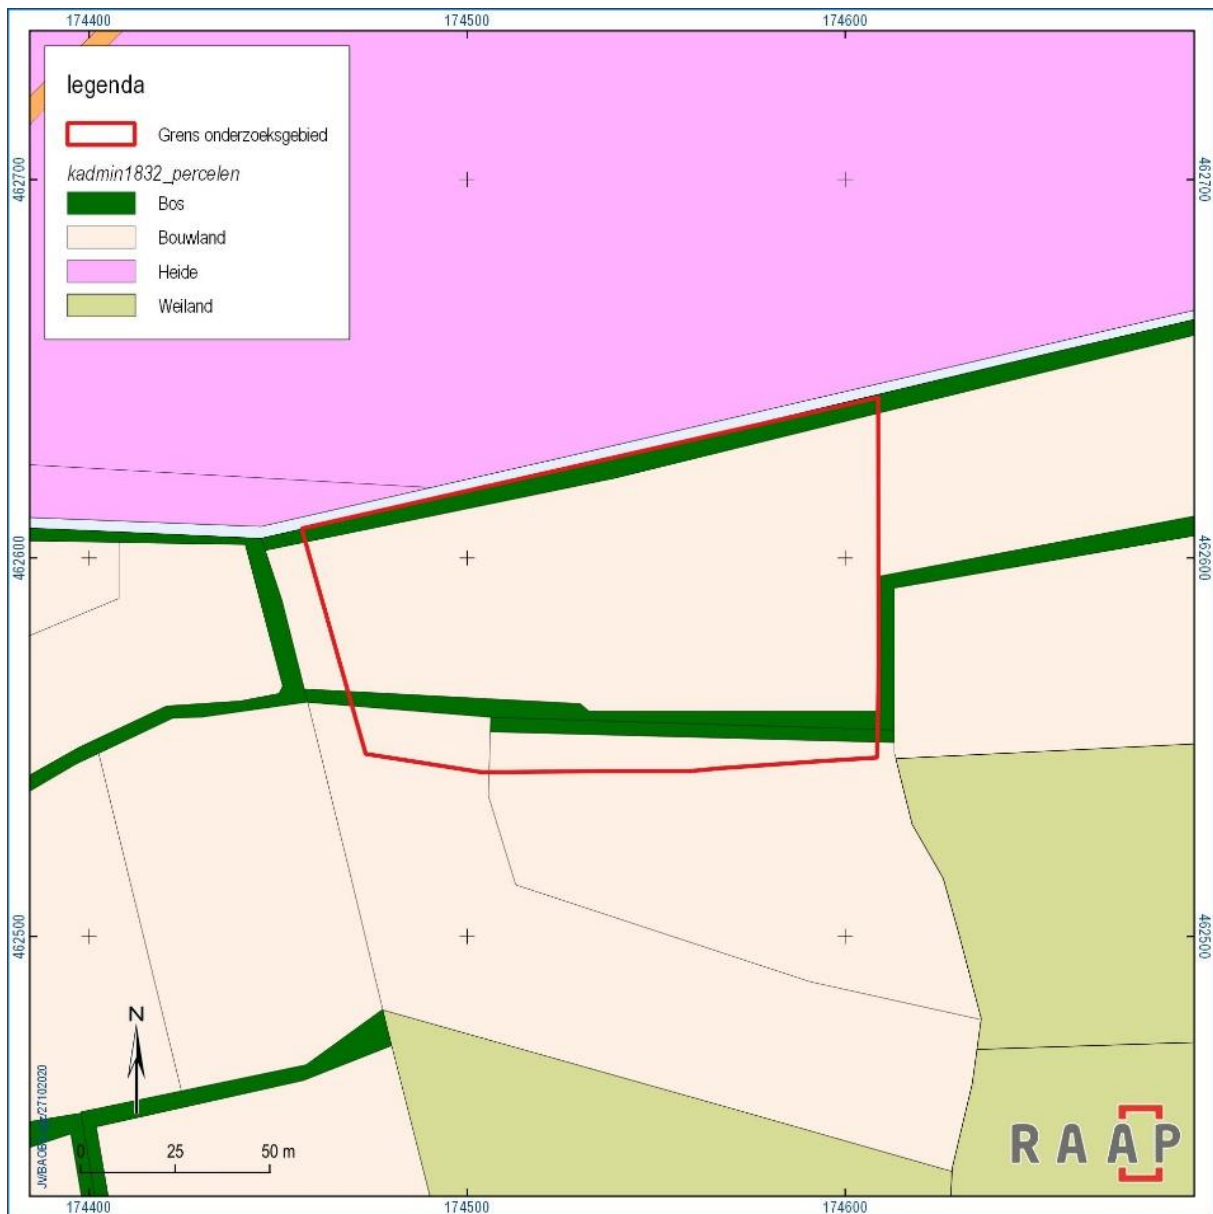 174400 174500 174600
legenda
Grens onderzoeksgebied
kadmin1832_percelen
Bos
Bouwland
Heide
Weiland
462700
462700
462600
462600
462500
462500
N
0 25 50 m
RAAP
174400 174500 174600